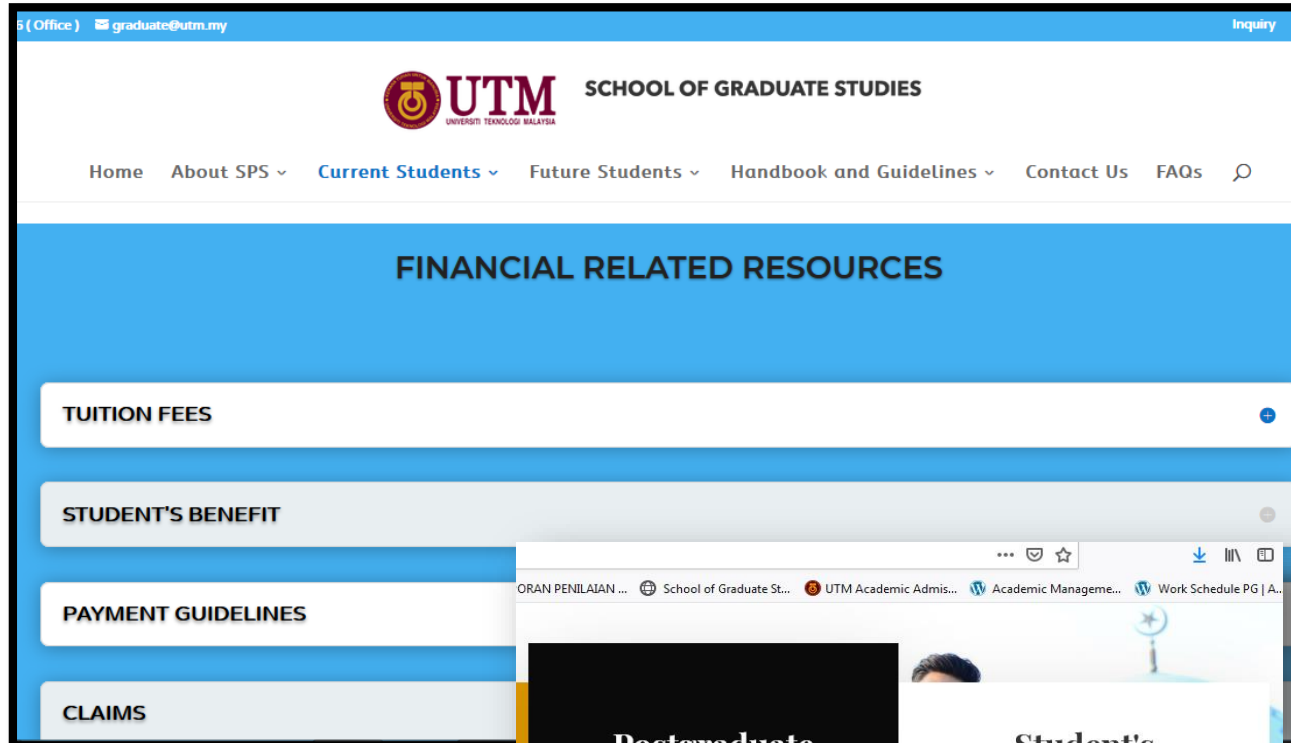 ( Office ) graduate@utm.my Inquiry
UTM
UNIVERSITI TEKNOLOGI MALAYSIA
SCHOOL OF GRADUATE STUDIES
Home About SPS Current Students Future Students Handbook and Guidelines Contact Us FAQs
FINANCIAL RELATED RESOURCES
TUITION FEES
STUDENT'S BENEFIT
PAYMENT GUIDELINES
CLAIMS
ORAN PENILAIAN ... School of Graduate St... UTM Academic Admis... Academic Manageme... Work Schedule PG | A...
Postgraduate
Student's